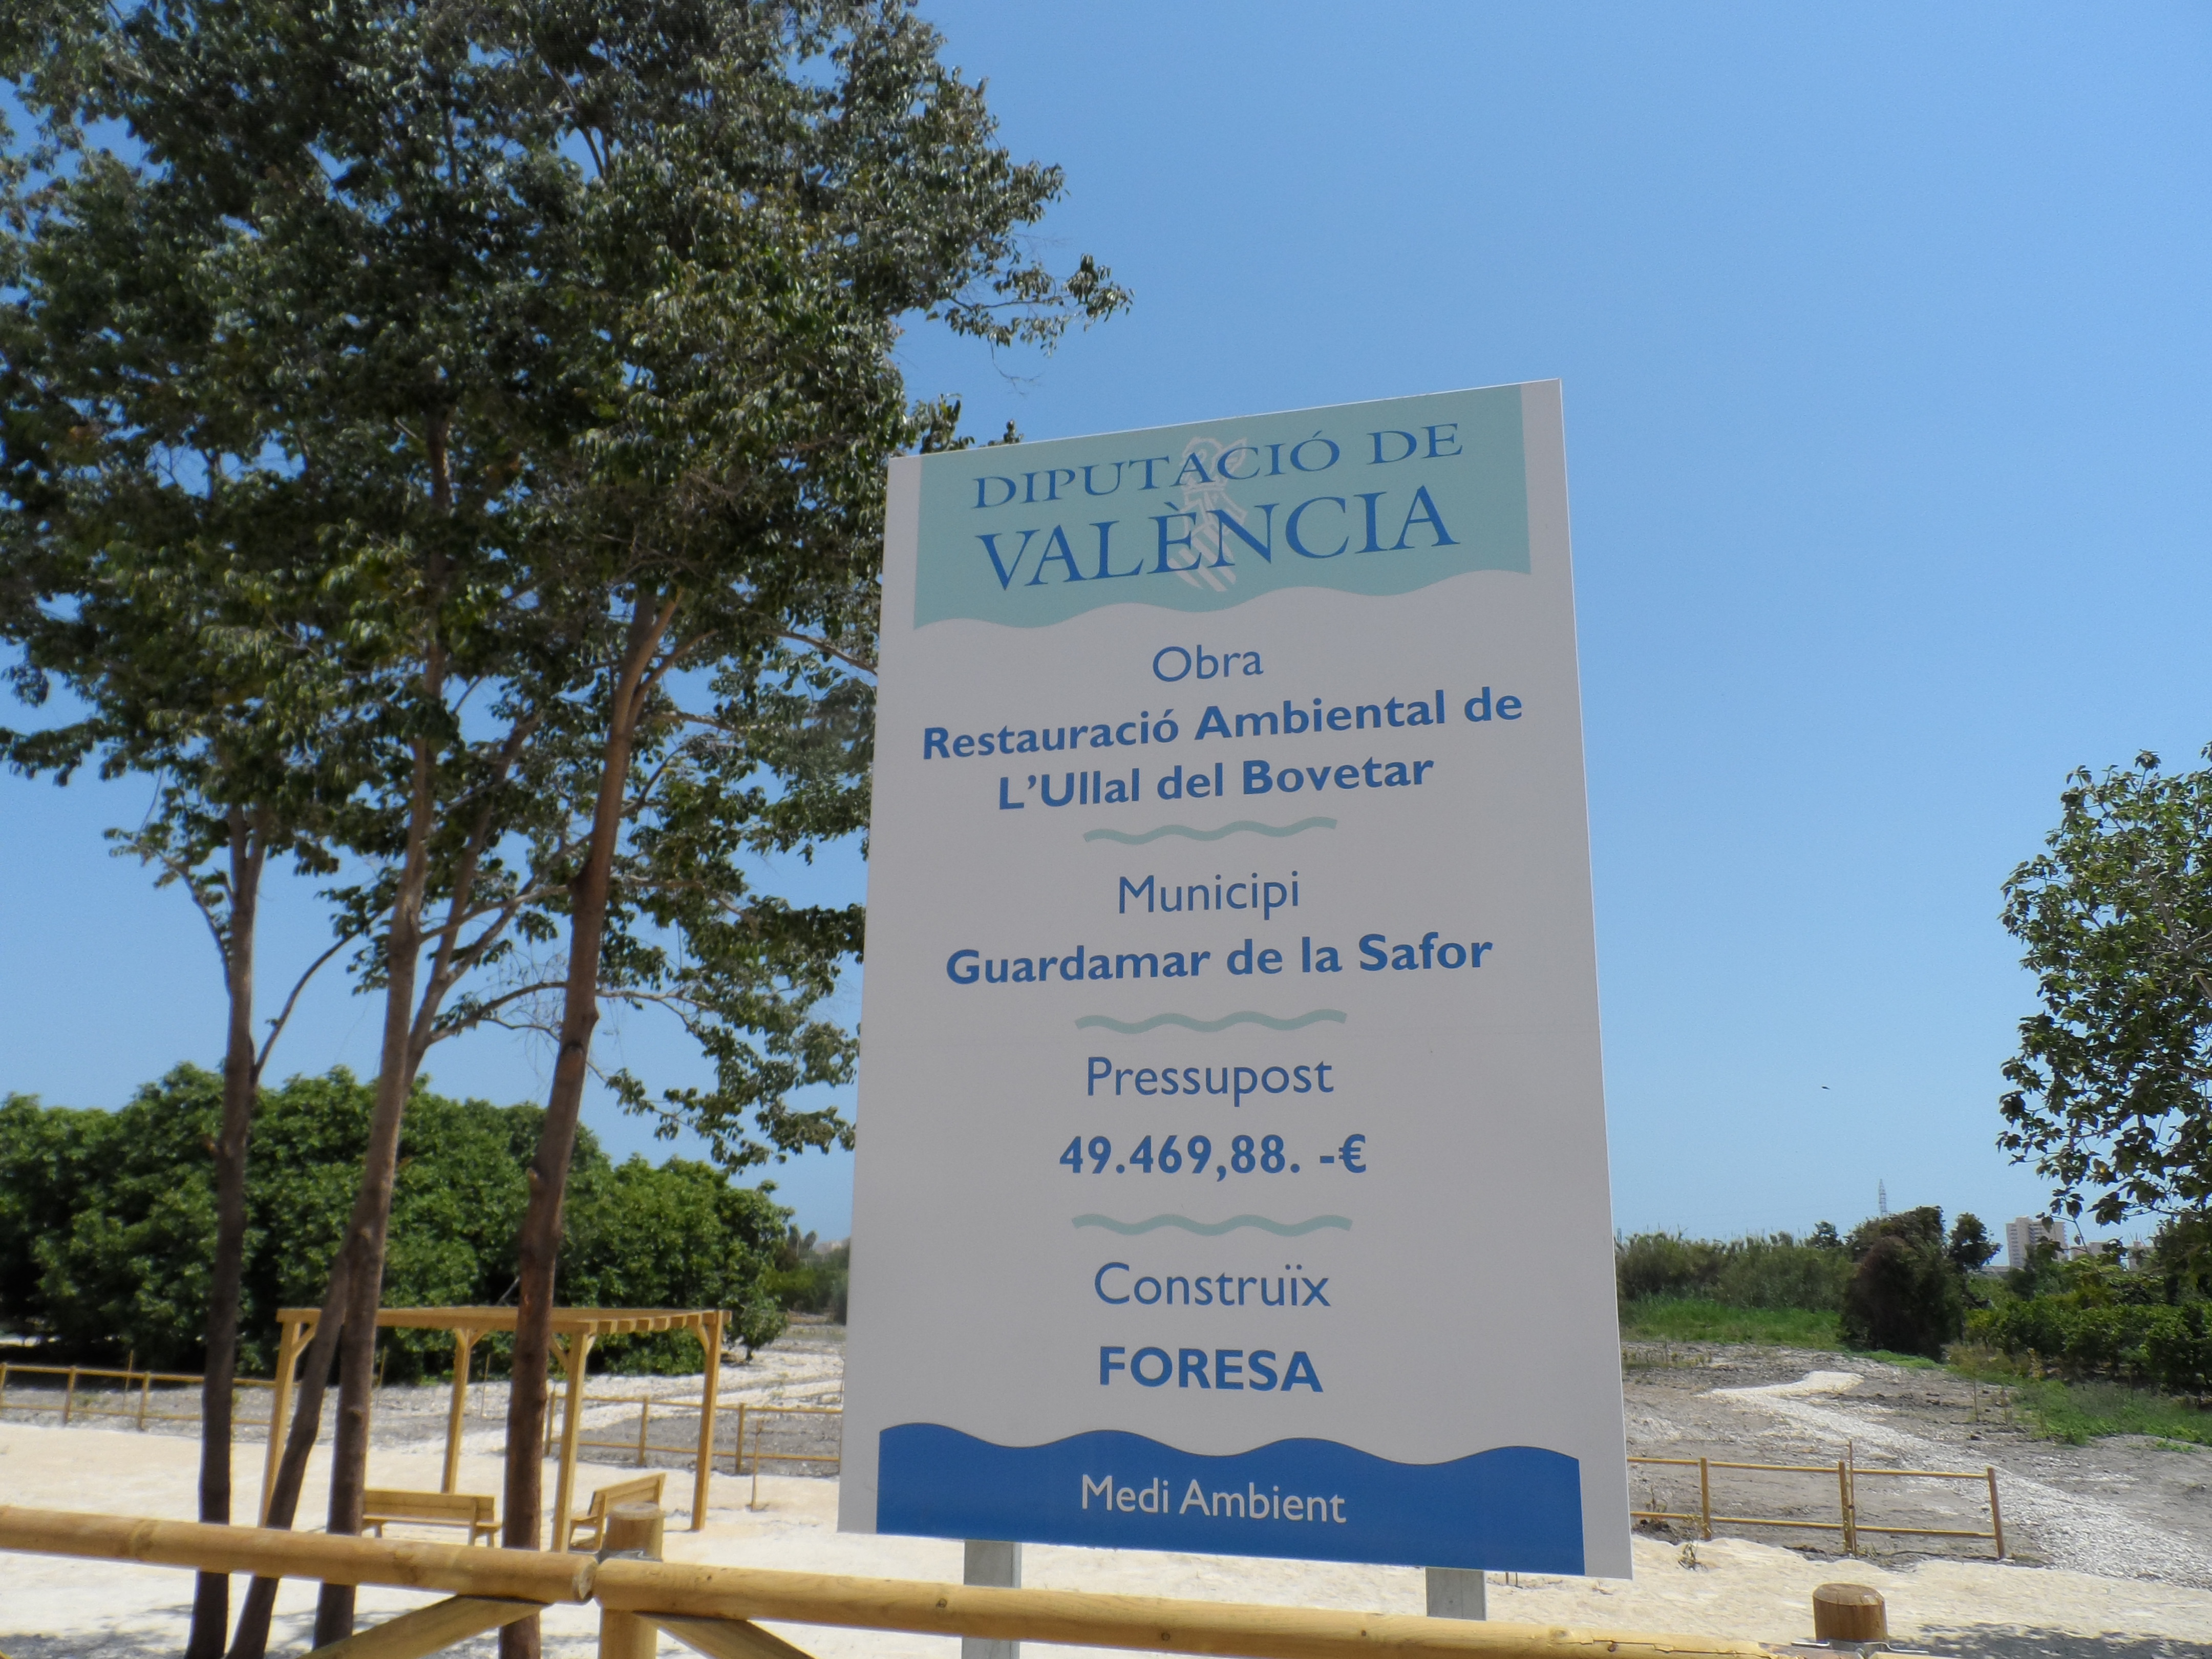 DIPUTACIÓ DE
VALÈNCIA
Obra
Restauració Ambiental de
L'Ullal del Bovetar
Municipi
Guardamar de la Safor
Pressupost
49.469,88. -€
Construïx
FORESA
Medi Ambient